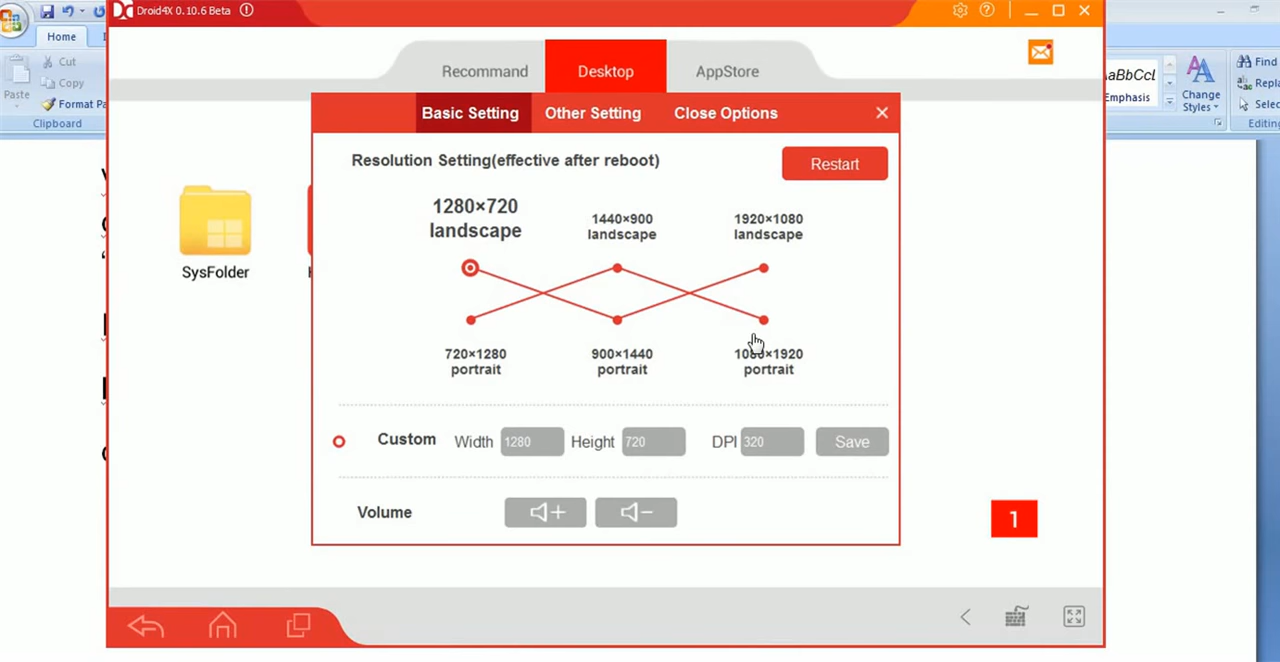 Droid4X 0.10.6 Beta
Home
Cut
Copy
Paste
Format Pa
Clipboard
Recommand
Desktop
AppStore
AaBbCcL
Emphasis
Change
Styles
Find
Repla
Selec
Editing
SysFolder
Basic Setting
Other Setting
Close Options
Resolution Setting(effective after reboot)
Restart
1280×720
landscape
1440×900
landscape
1920×1080
landscape
720×1280
portrait
900×1440
portrait
1080×1920
portrait
Custom
Width
1280
Height
720
DPI
320
Save
Volume
1